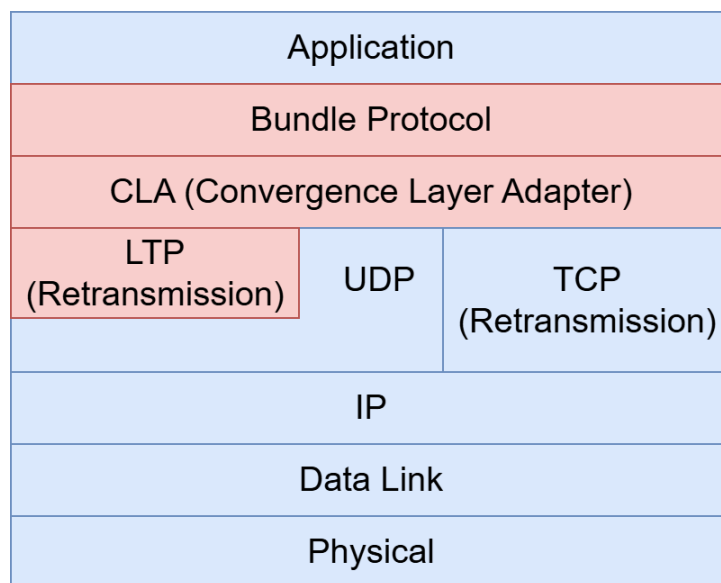 Application
Bundle Protocol
CLA (Convergence Layer Adapter)
LTP
(Retransmission)
UDP
TCP
(Retransmission)
IP
Data Link
Physical